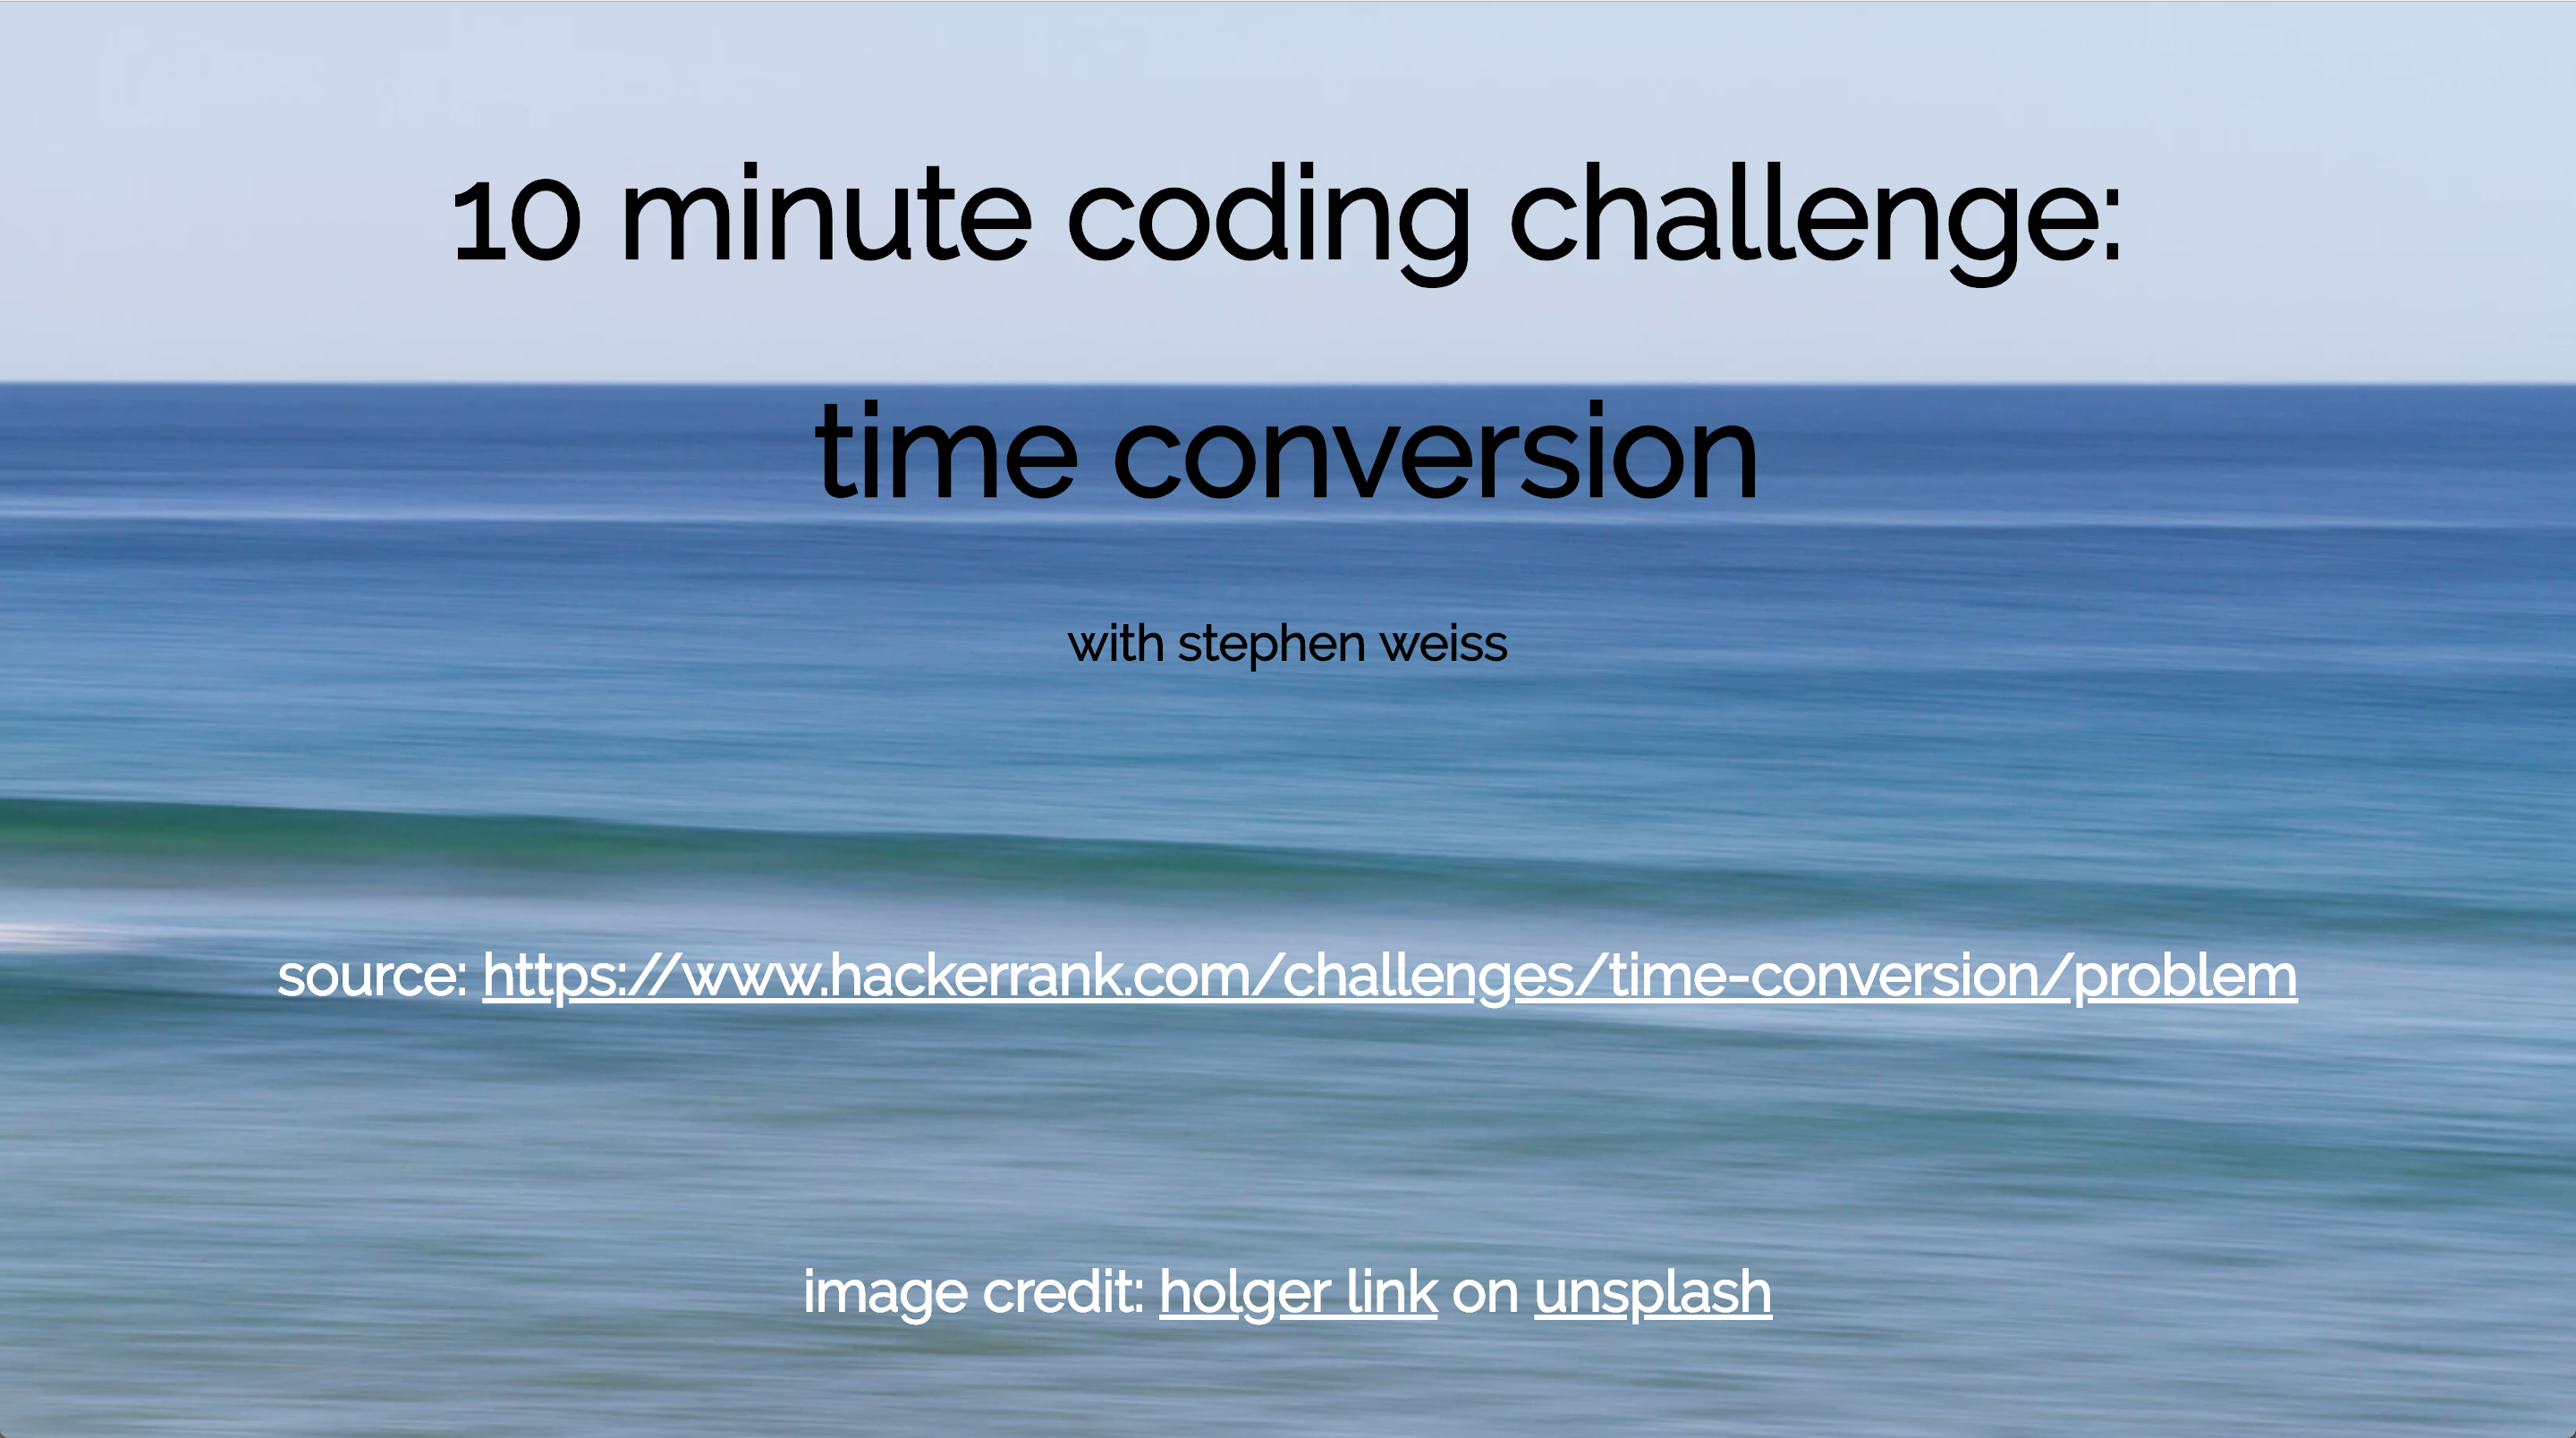 10 minute coding challenge:
time conversion
with stephen weiss
source: https://www.hackerrank.com/challenges/time-conversion/problem
image credit: holger link on unsplash